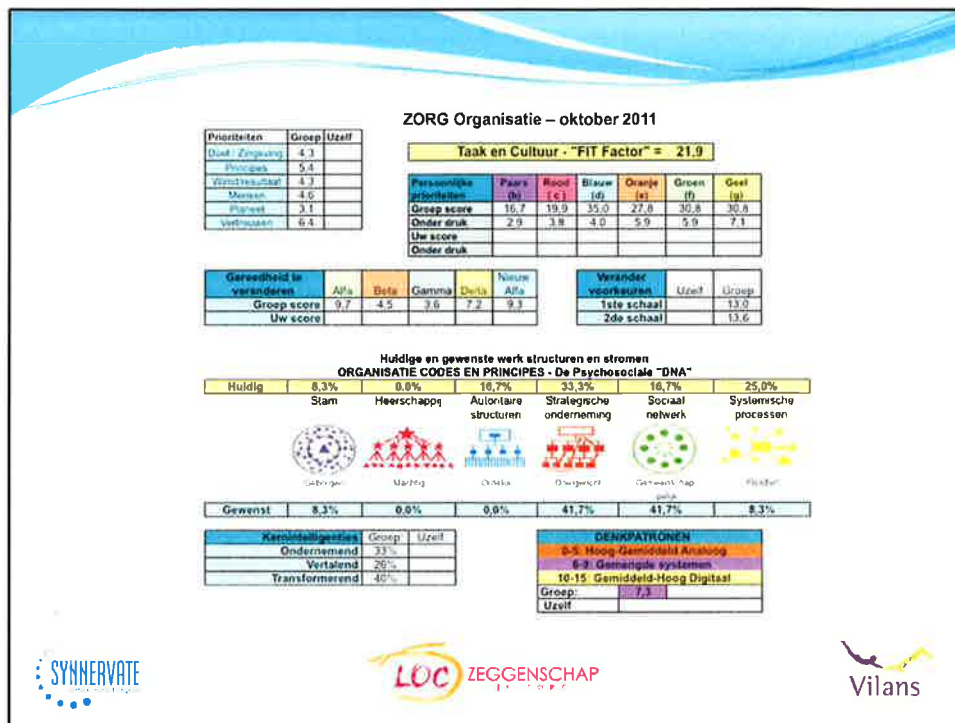 ZORG Organisatie – oktober 2011
Prioriteiten Groep Uzelf
Doel / Zingeving 4.3
Principes 5.4
Winst/resultaat 4.3
Mensen 4.6
Planeet 3.1
Vertrouwen 6.4
Taak en Cultuur - "FIT Factor" = 21,9
Persoonlijke prioriteiten Paars (b) Rood (c) Blauw (d) Oranje (e) Groen (f) Geel (g)
Groep score 16,7 19,9 35,0 27,8 30,8 30,8
Onder druk 2,9 3,8 4,0 5,9 5,9 7,1
Uw score
Onder druk
Gereedheid te veranderen Alfa Beta Gamma Delta Nieuw Alfa
Groep score 9,7 4,5 3,6 7,2 9,3
Uw score
Verander voorkeuren Uzelf Groep
1ste schaal 13,0
2de schaal 13,6
Huidige en gewenste werk structuren en stromen
ORGANISATIE CODES EN PRINCIPES - De Psychosociale "DNA"
Huidig 8,3% 0,0% 16,7% 33,3% 16,7% 25,0%
Stam Heerschappij Autoritaire structuren Strategische onderneming Sociaal netwerk Systemische processen
Geborgen Machtig Ordelijk Doelgericht
Gewenst 8,3% 0,0% 0,0% 41,7% 41,7% 8,3%
Kernintelligenties Groep Uzelf
Ondernemend 33%
Vertalend 26%
Transformerend 40%
DENKPATRONEN
0-5: Hoog-Gemiddeld Analoog
6-9: Gemengde systemen
10-15: Gemiddeld-Hoog Digitaal
Groep: 7,3
Uzelf
SYNNERVATE
LOC ZEGGENSCHAP
Vilans